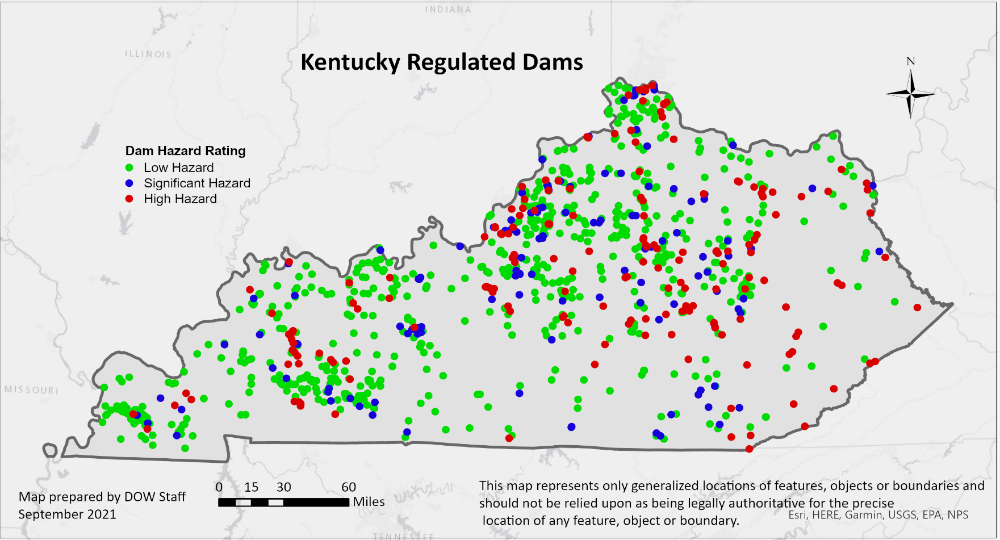 INDIANA
ILLINOIS
Kentucky Regulated Dams
N
Dam Hazard Rating
Low Hazard
Significant Hazard
High Hazard
MISSOURI
0 15 30 60
Miles
Map prepared by DOW Staff
September 2021
This map represents only generalized locations of features, objects or boundaries and
should not be relied upon as being legally authoritative for the precise
location of any feature, object or boundary.
Esri, HERE, Garmin, USGS, EPA, NPS
TENNESSEE